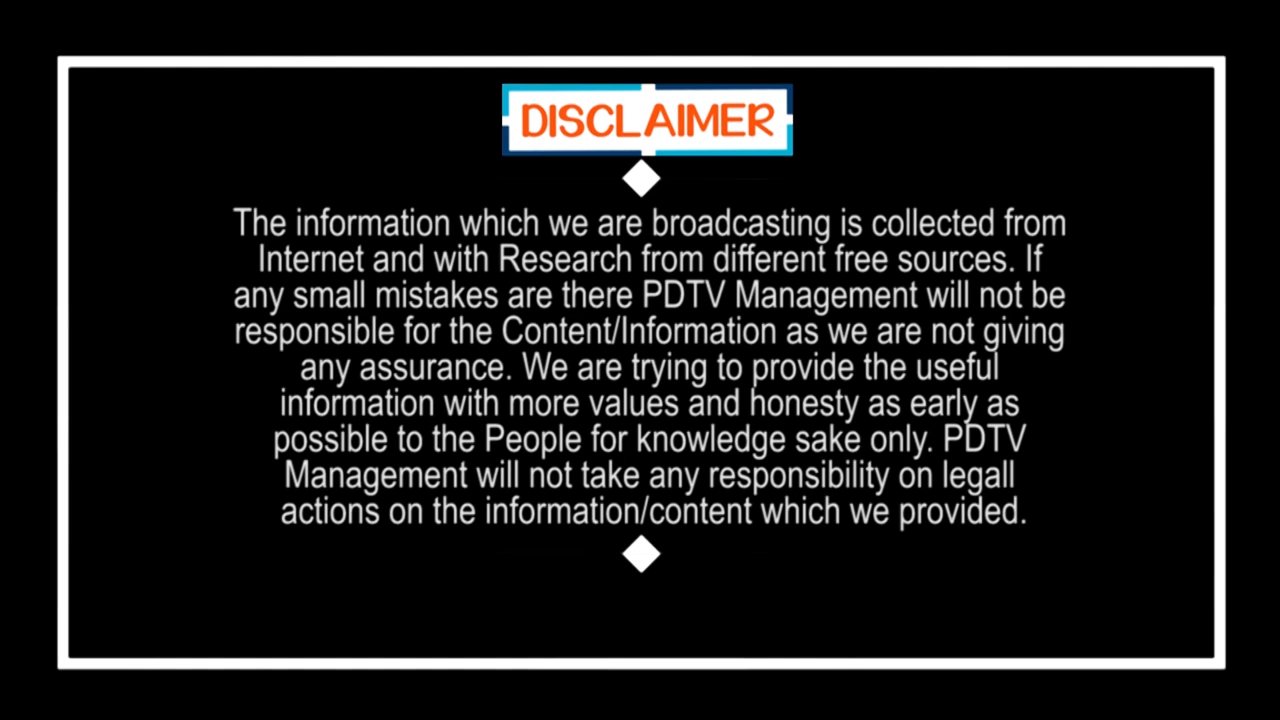 DISCLAIMER
The information which we are broadcasting is collected from
Internet and with Research from different free sources. If
any small mistakes are there PDTV Management will not be
responsible for the Content/Information as we are not giving
any assurance. We are trying to provide the useful
information with more values and honesty as early as
possible to the People for knowledge sake only. PDTV
Management will not take any responsibility on legall
actions on the information/content which we provided.